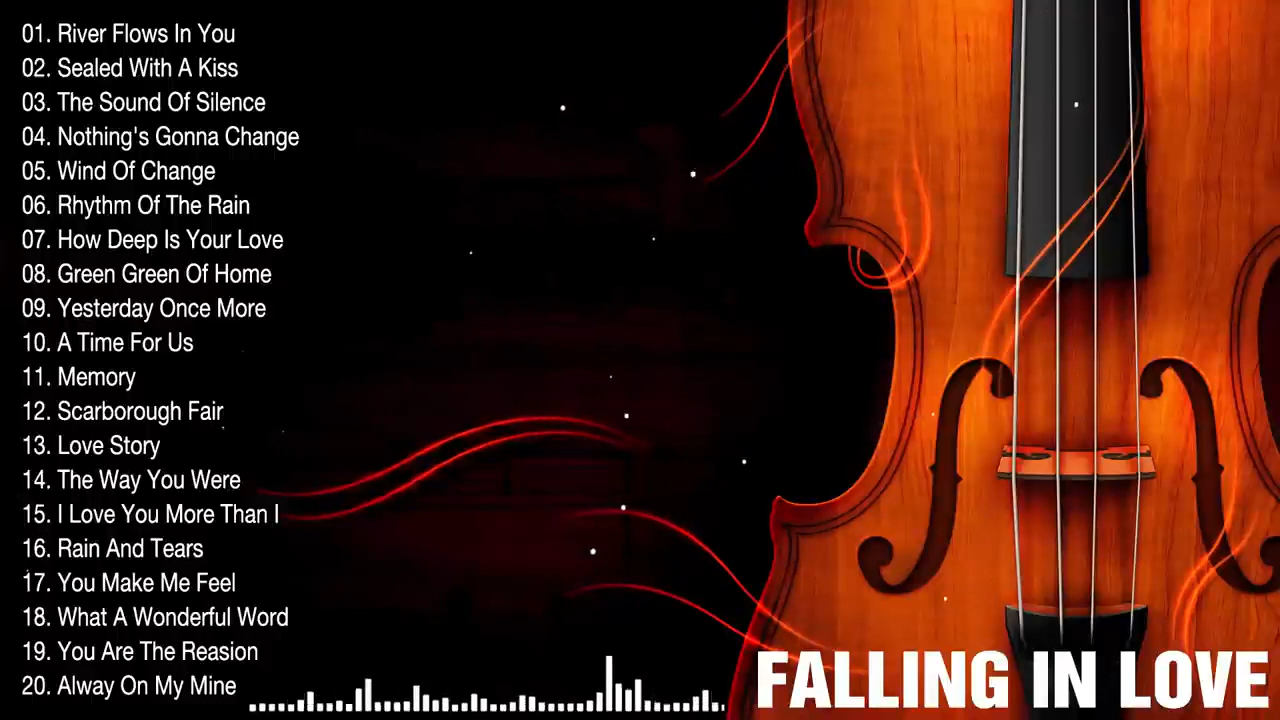 01. River Flows In You
02. Sealed With A Kiss
03. The Sound Of Silence
04. Nothing's Gonna Change
05. Wind Of Change
06. Rhythm Of The Rain
07. How Deep Is Your Love
08. Green Green Of Home
09. Yesterday Once More
10. A Time For Us
11. Memory
12. Scarborough Fair
13. Love Story
14. The Way You Were
15. I Love You More Than I
16. Rain And Tears
17. You Make Me Feel
18. What A Wonderful Word
19. You Are The Reasion
20. Alway On My Mine
FALLING IN LOVE